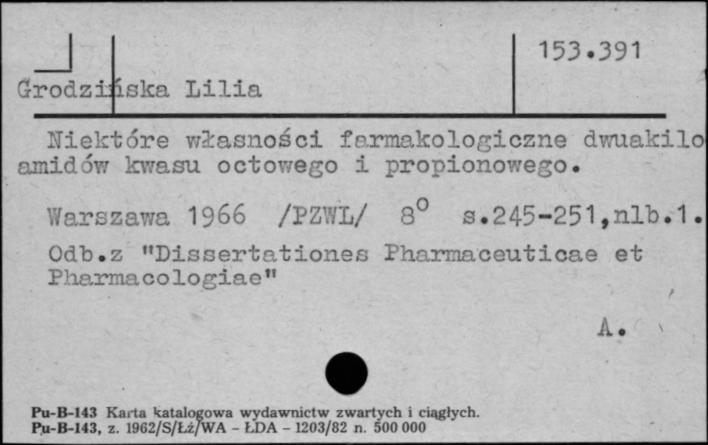 153.391
Grodzińska Lilia
Niektóre własności farmakologiczne dwuakilo
amidów kwasu octowego i propionowego.
Warszawa 1966 /PZWL/ 8° s.245-251,nlb.1.
Odb.z "Dissertationes Pharmaceuticae et
Pharmacologiae"
A.
Pu-B-143 Karta katalogowa wydawnictw zwartych i ciągłych.
Pu-B-143, z. 1962/S/Łż/WA - ŁDA - 1203/82 n. 500 000